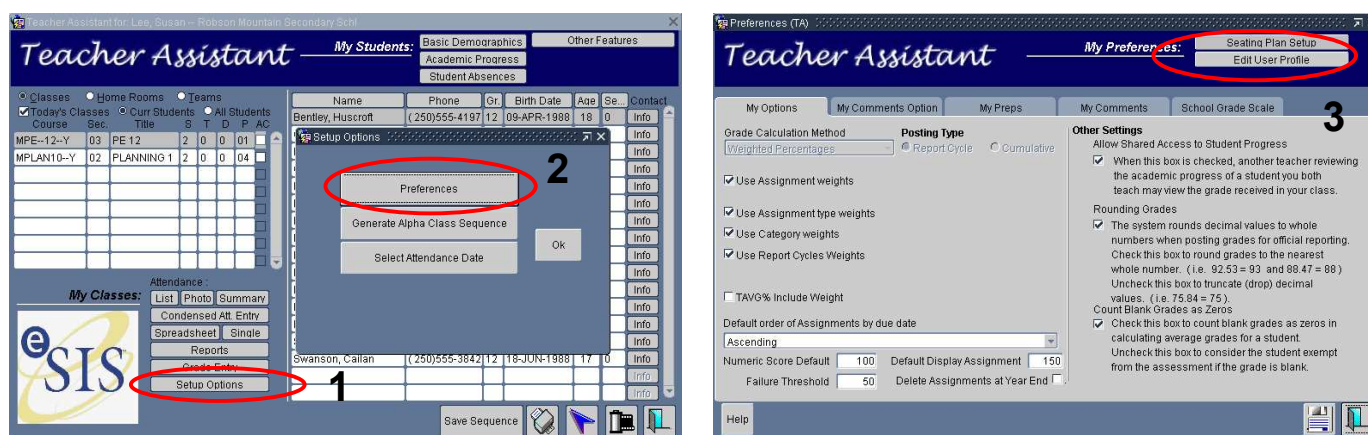 Teacher Assistant for: Lee, Susan -- Robson Mountain Secondary Schl
Teacher Assistant
My Students:
Basic Demographics
Other Features
Academic Progress
Student Absences
Classes Home Rooms Teams
Today's Classes Curr Students All Students
Course Sec. Title S T D P AC
MPE--12--Y 03 PE 12 2 0 0 01
MPLAN10--Y 02 PLANNING 1 2 0 0 04
Name Phone Gr. Birth Date Age Se... Contact
Bentley, Huscroft (250)555-4197 12 09-APR-1988 18 0 Info
Info
Info
Info
Info
Info
Info
Info
Info
Info
Info
Info
Info
Info
Swanson, Cailan (250)555-3842 12 18-JUN-1988 17 0 Info
Info
Info
Setup Options
2
Preferences
Generate Alpha Class Sequence
Select Attendance Date
Ok
Attendance :
My Classes:
List Photo Summary
Condensed Att. Entry
Spreadsheet Single
Reports
Grade Entry
Setup Options
1
eSIS
Save Sequence
Preferences (TA)
Teacher Assistant
My Preferences:
Seating Plan Setup
Edit User Profile
3
My Options My Comments Option My Preps My Comments School Grade Scale
Grade Calculation Method
Weighted Percentages
Posting Type
Report Cycle Cumulative
Use Assignment weights
Use Assignment type weights
Use Category weights
Use Report Cycles Weights
TAVG% Include Weight
Default order of Assignments by due date
Ascending
Numeric Score Default 100 Default Display Assignment 150
Failure Threshold 50 Delete Assignments at Year End .
Other Settings
Allow Shared Access to Student Progress
When this box is checked, another teacher reviewing
the academic progress of a student you both
teach may view the grade received in your class.
Rounding Grades
The system rounds decimal values to whole
numbers when posting grades for official reporting.
Check this box to round grades to the nearest
whole number. (i.e. 92.53 = 93 and 88.47 = 88 )
Uncheck this box to truncate (drop) decimal
values. (i.e. 75.84 = 75 ).
Count Blank Grades as Zeros
Check this box to count blank grades as zeros in
calculating average grades for a student.
Uncheck this box to consider the student exempt
from the assessment if the grade is blank.
Help